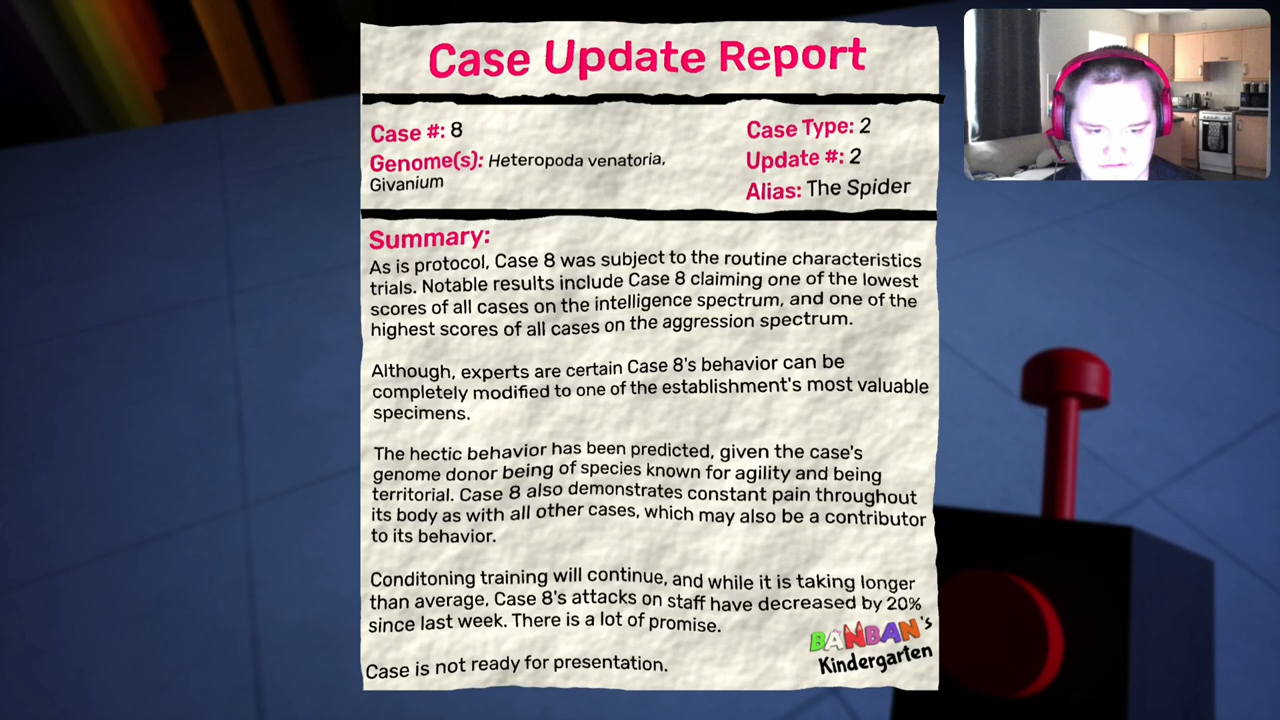 Case Update Report
Case #: 8
Genome(s): Heteropoda venatoria,
Givanium
Case Type: 2
Update #: 2
Alias: The Spider
Summary:
As is protocol, Case 8 was subject to the routine characteristics
trials. Notable results include Case 8 claiming one of the lowest
scores of all cases on the intelligence spectrum, and one of the
highest scores of all cases on the aggression spectrum.
Although, experts are certain Case 8's behavior can be
completely modified to one of the establishment's most valuable
specimens.
The hectic behavior has been predicted, given the case's
genome donor being of species known for agility and being
territorial. Case 8 also demonstrates constant pain throughout
its body as with all other cases, which may also be a contributor
to its behavior.
Conditoning training will continue, and while it is taking longer
than average, Case 8's attacks on staff have decreased by 20%
since last week. There is a lot of promise.
Case is not ready for presentation.
BANBAN's
Kindergarten